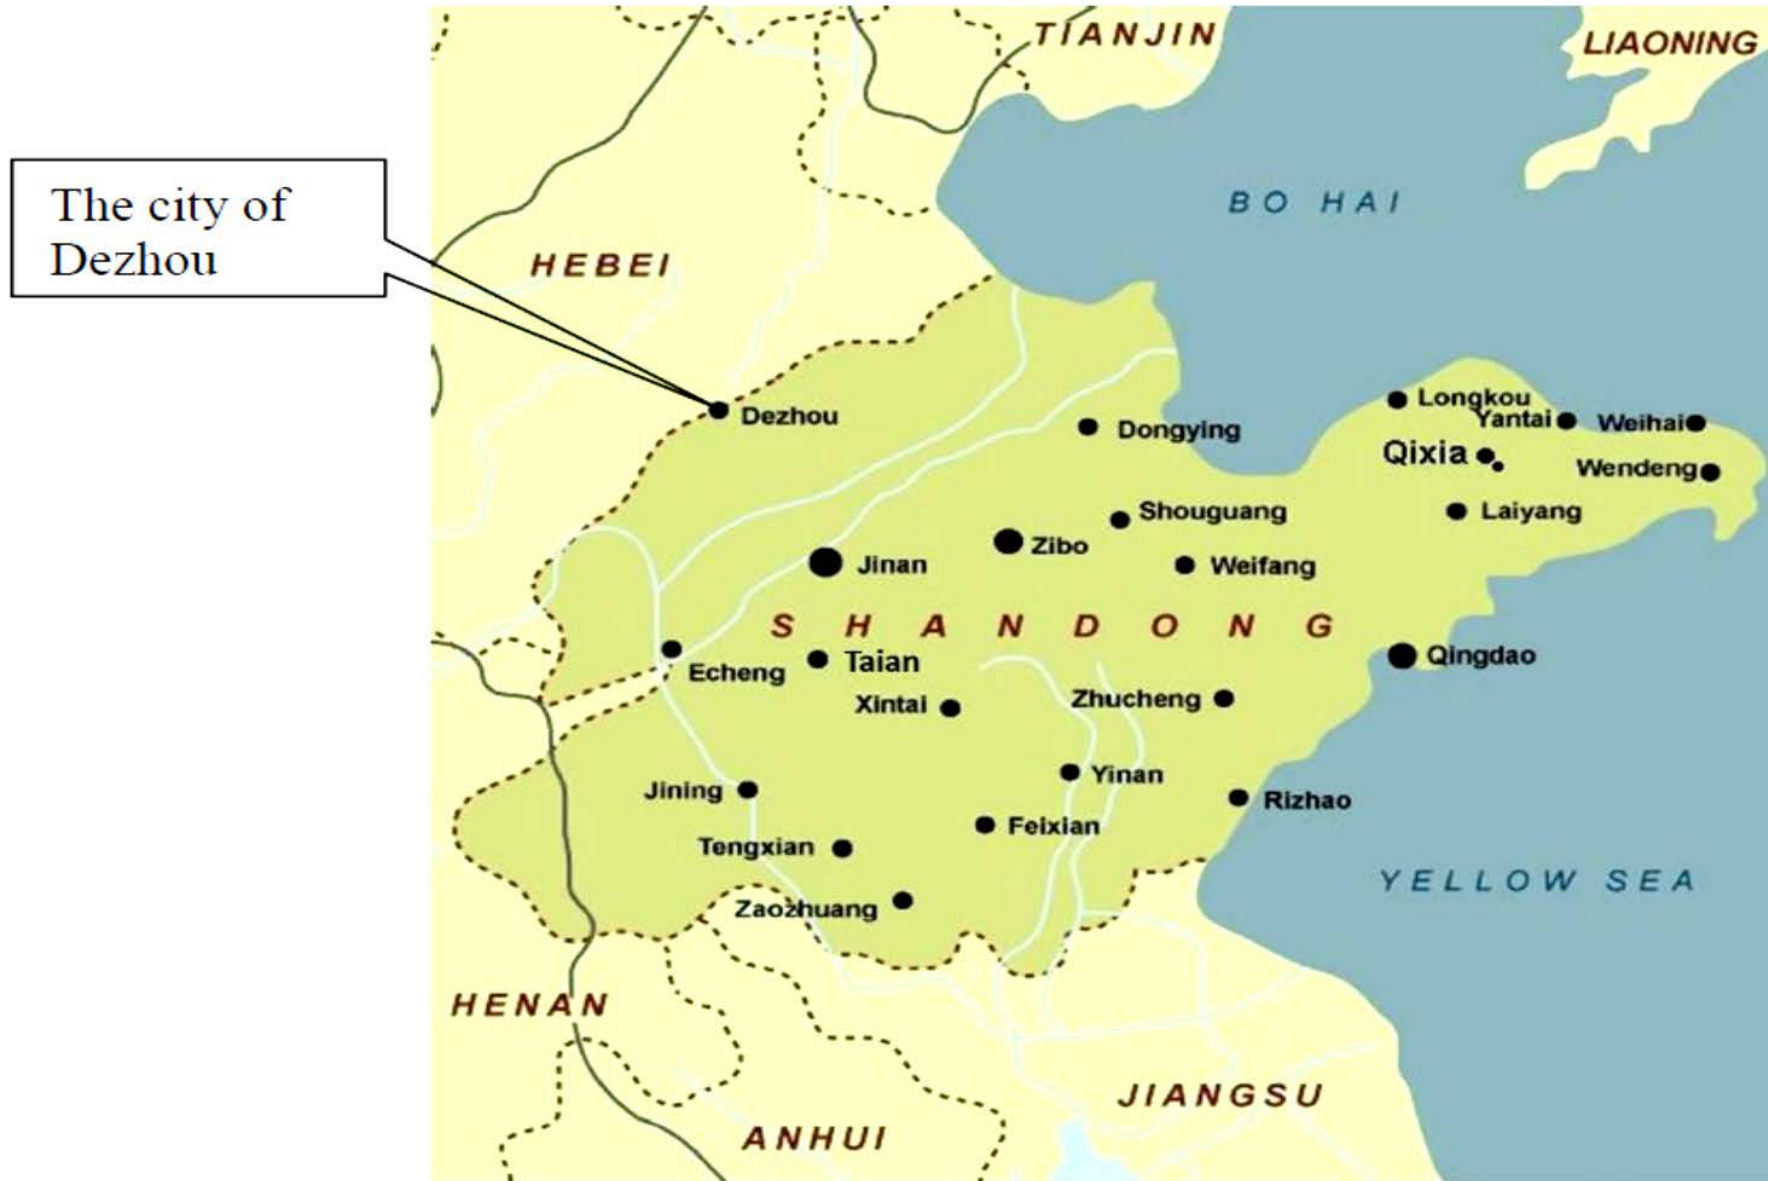 TIANJIN
LIAONING
The city of
Dezhou
BO HAI
HEBEI
Longkou
Dezhou
Yantai
Weihai
Dongying
Qixia
Wendeng
Shouguang
Laiyang
Zibo
Jinan
Weifang
SHANDONG
Qingdao
Taian
Echeng
Xintai
Zhucheng
Yinan
Jining
Rizhao
Feixian
Tengxian
YELLOW SEA
Zaozhuang
HENAN
JIANGSU
ANHUI